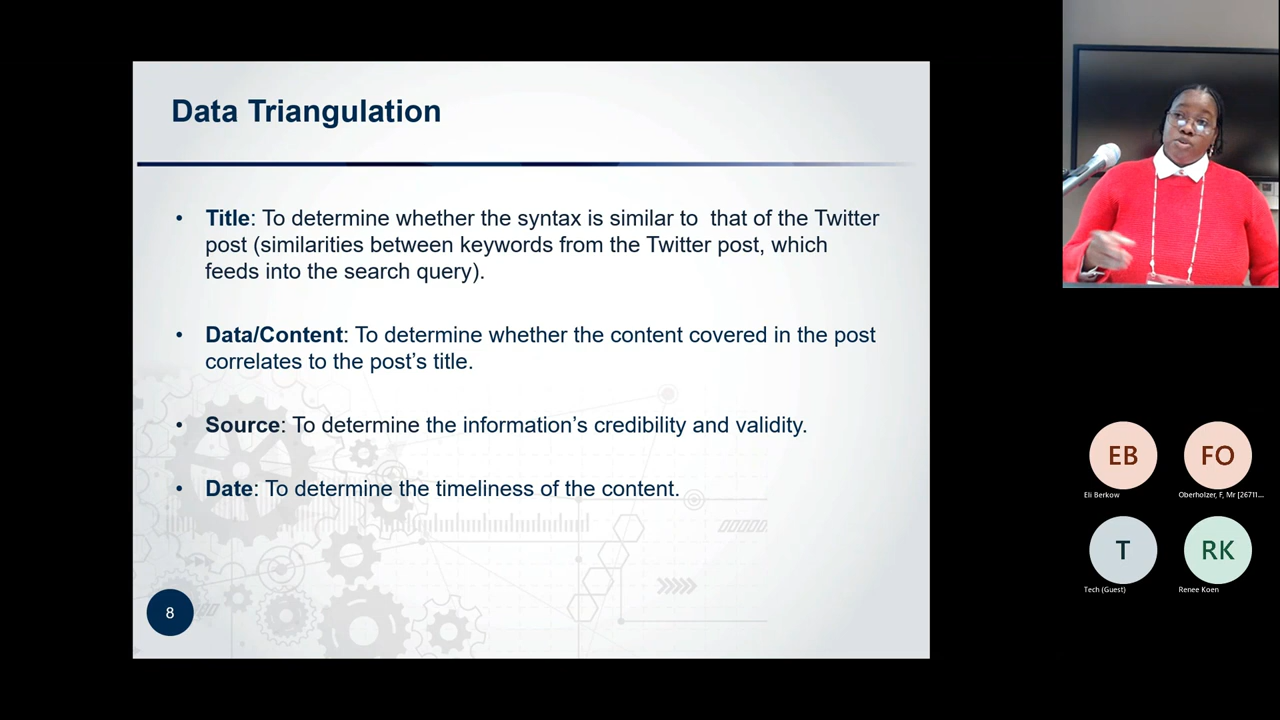 Data Triangulation
• Title: To determine whether the syntax is similar to  that of the Twitter
post (similarities between keywords from the Twitter post, which
feeds into the search query).
• Data/Content: To determine whether the content covered in the post
correlates to the post's title.
• Source: To determine the information's credibility and validity.
• Date: To determine the timeliness of the content.
8
EB
FO
Eli Berkow
Oberholzer, F, Mr [26711...
T
RK
Tech (Guest)
Renee Koen